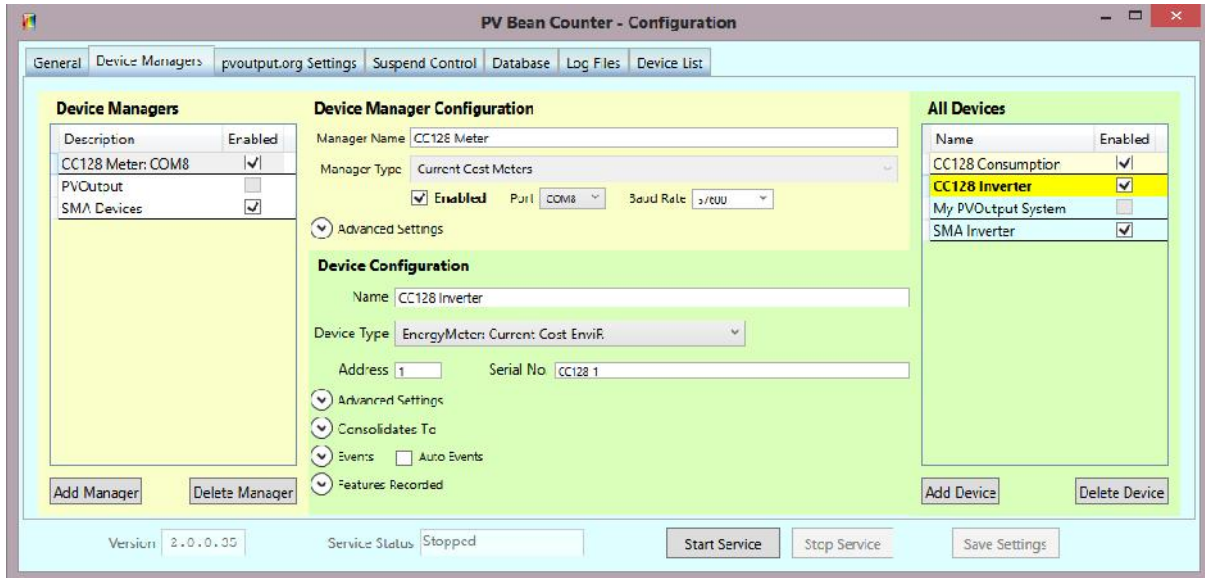 PV Bean Counter - Configuration
General Device Managers pvoutput.org Settings Suspend Control Database Log Files Device List
Device Managers
Description Enabled
CC128 Meter: COM8
PVOutput
SMA Devices
Add Manager Delete Manager
Device Manager Configuration
Manager Name CC128 Meter
Manager Type Current Cost Meters
Enabled Port COM8 Baud Rate 57600
Advanced Settings
Device Configuration
Name CC128 Inverter
Device Type EnergyMeter: Current Cost EnviR
Address 1 Serial No. CC128 1
Advanced Settings
Consolidates To
Events Auto Events
Features Recorded
All Devices
Name Enabled
CC128 Consumption
CC128 Inverter
My PVOutput System
SMA Inverter
Add Device Delete Device
Version 2.0.0.35 Service Status Stopped Start Service Stop Service Save Settings